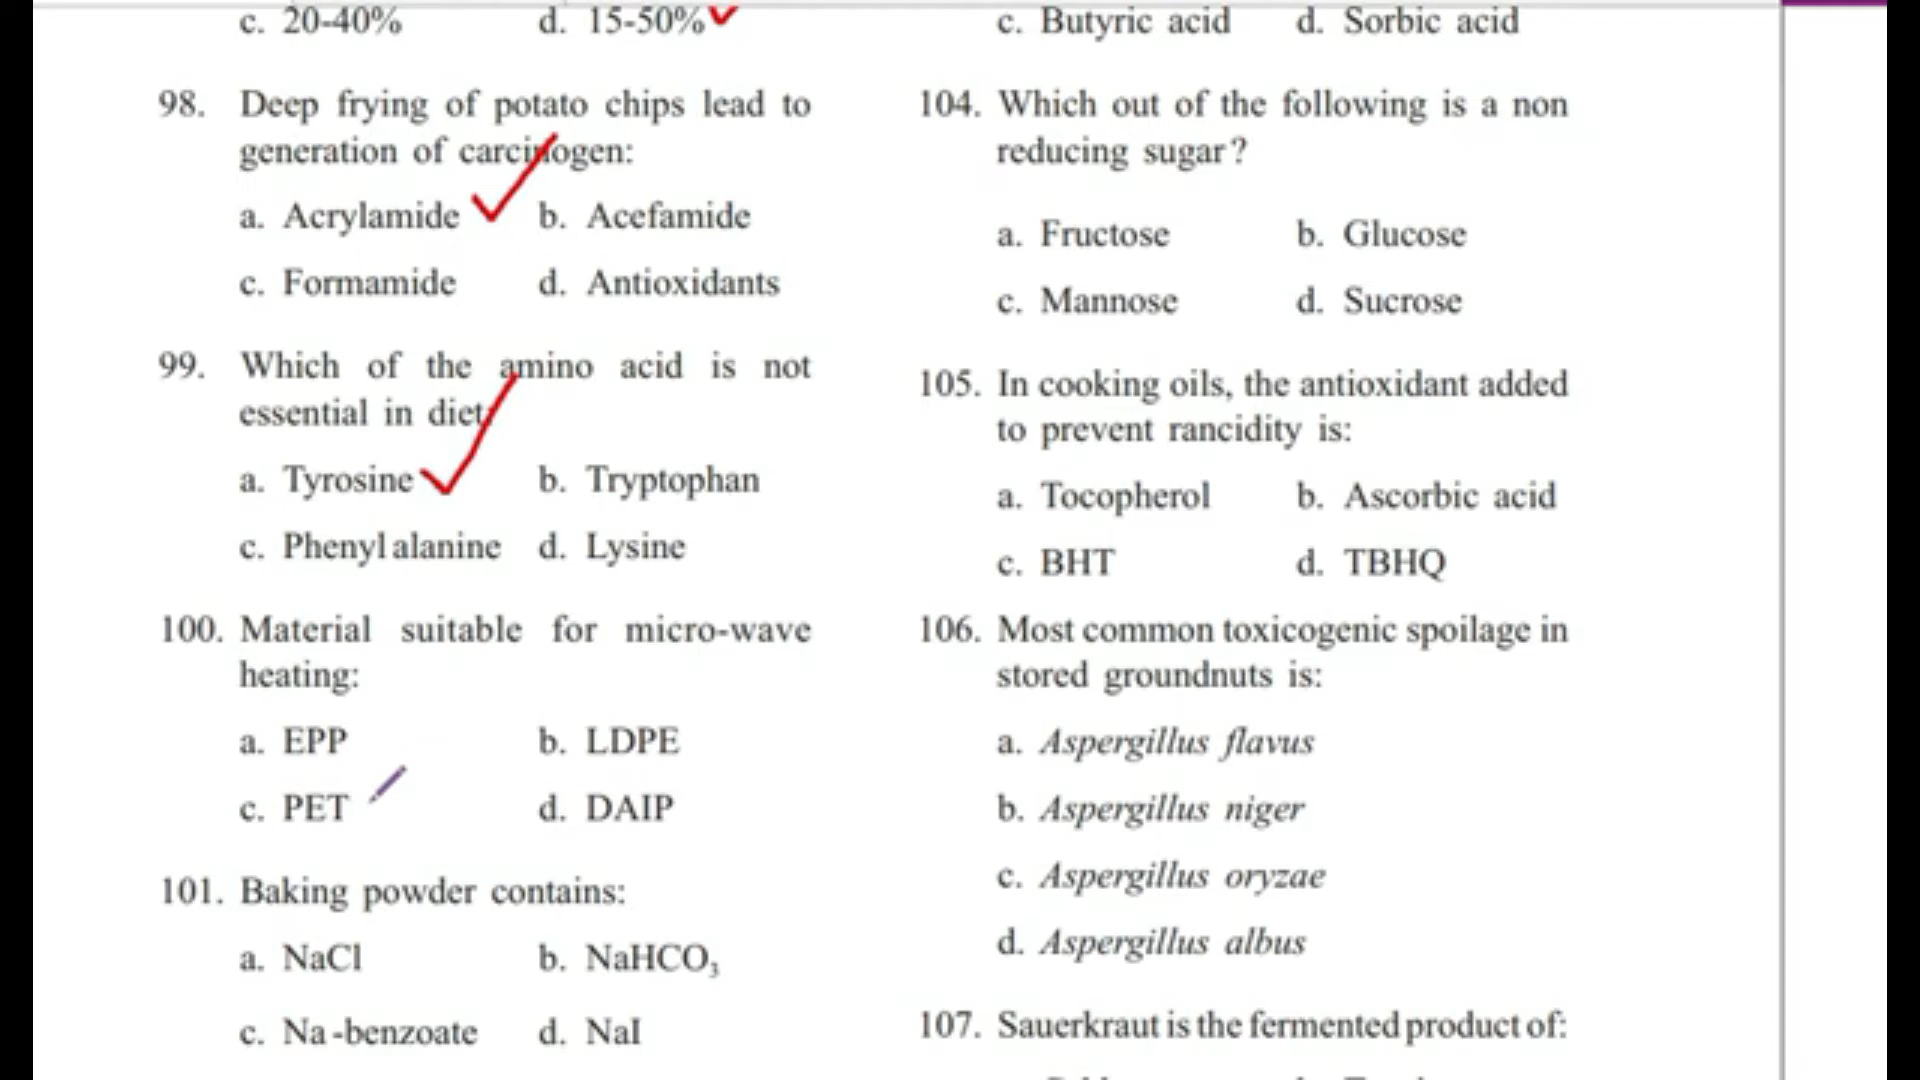 c. 20-40% d. 15-50%
98. Deep frying of potato chips lead to
generation of carcinogen:
a. Acrylamide b. Acefamide
c. Formamide d. Antioxidants
99. Which of the amino acid is not
essential in diet
a. Tyrosine b. Tryptophan
c. Phenyl alanine d. Lysine
100. Material suitable for micro-wave
heating:
a. EPP b. LDPE
c. PET d. DAIP
101. Baking powder contains:
a. NaCl b. NaHCO₃
c. Na-benzoate d. NaI
c. Butyric acid d. Sorbic acid
104. Which out of the following is a non
reducing sugar?
a. Fructose b. Glucose
c. Mannose d. Sucrose
105. In cooking oils, the antioxidant added
to prevent rancidity is:
a. Tocopherol b. Ascorbic acid
c. BHT d. TBHQ
106. Most common toxicogenic spoilage in
stored groundnuts is:
a. Aspergillus flavus
b. Aspergillus niger
c. Aspergillus oryzae
d. Aspergillus albus
107. Sauerkraut is the fermented product of: